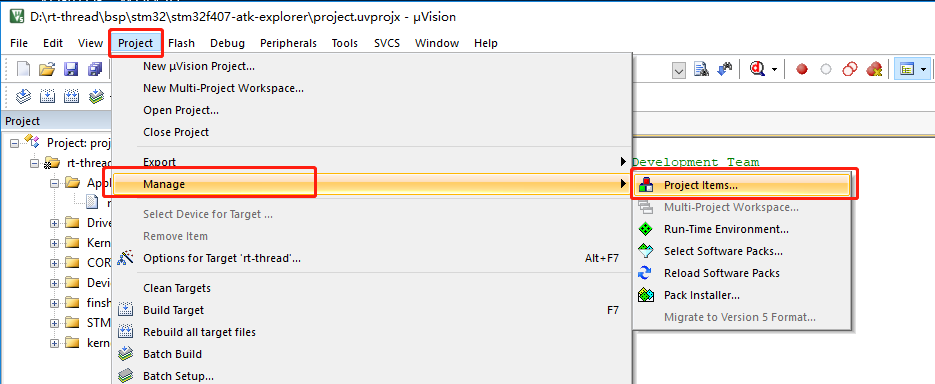 D:\rt-thread\bsp\stm32\stm32f407-atk-explorer\project.uvprojx - µVision
File Edit View Project Flash Debug Peripherals Tools SVCS Window Help
New µVision Project...
New Multi-Project Workspace...
Open Project...
Close Project
Export
Manage
Select Device for Target ...
Remove Item
Options for Target 'rt-thread'... Alt+F7
Clean Targets
Build Target F7
Rebuild all target files
Batch Build
Batch Setup...
Project
Project: proj
rt-threa
Appl
r
Drive
Kern
COR
Devic
finsh
STM
kern
Development Team
Project Items...
Multi-Project Workspace...
Run-Time Environment...
Select Software Packs...
Reload Software Packs
Pack Installer...
Migrate to Version 5 Format...